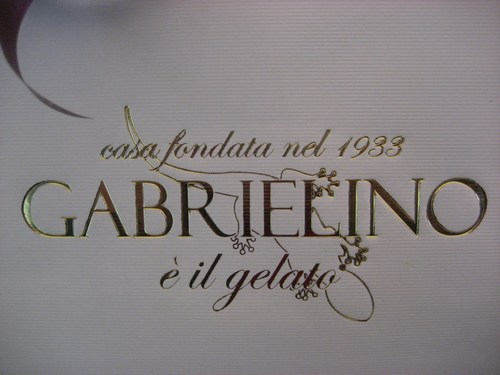 casa fondata nel 1933
GABRIELINO
è il gelato